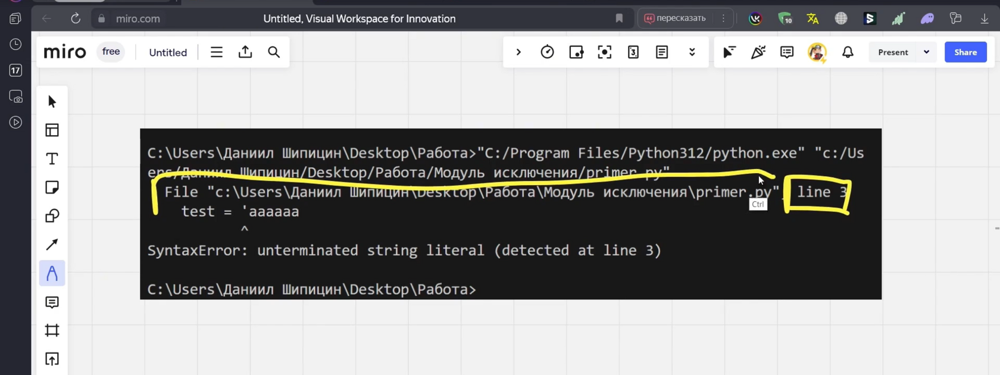 miro.com
Untitled, Visual Workspace for Innovation
пересказать
10
17
miro
free
Untitled
3
Present
Share
C:\Users\Даниил Шипицин\Desktop\Работа>"C:/Program Files/Python312/python.exe" "c:/Us
ers/Даниил Шипицин/Desktop/Работа/Модуль исключения/primer.py"
File "c:\Users\Даниил Шипицин\Desktop\Работа\Модуль исключения\primer.py", line 3
Ctrl
test = 'aaaaaa
^
SyntaxError: unterminated string literal (detected at line 3)
C:\Users\Даниил Шипицин\Desktop\Работа>